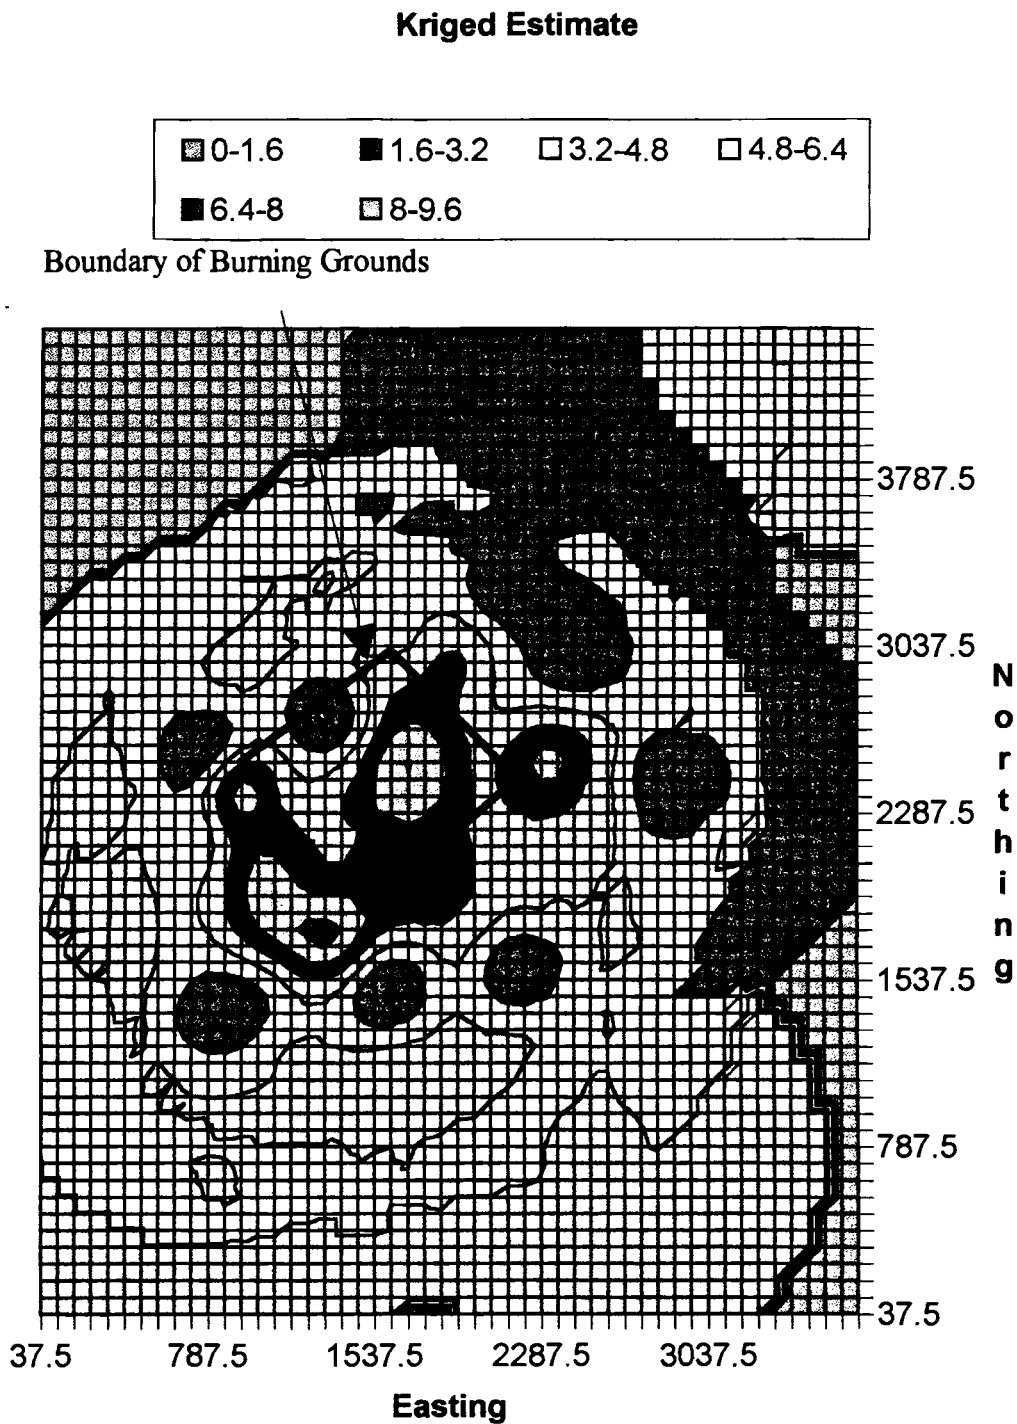 Kriged Estimate
0-1.6 1.6-3.2 3.2-4.8 4.8-6.4
6.4-8 8-9.6
Boundary of Burning Grounds
3787.5
3037.5
2287.5
1537.5
787.5
37.5
Northing
37.5 787.5 1537.5 2287.5 3037.5
Easting